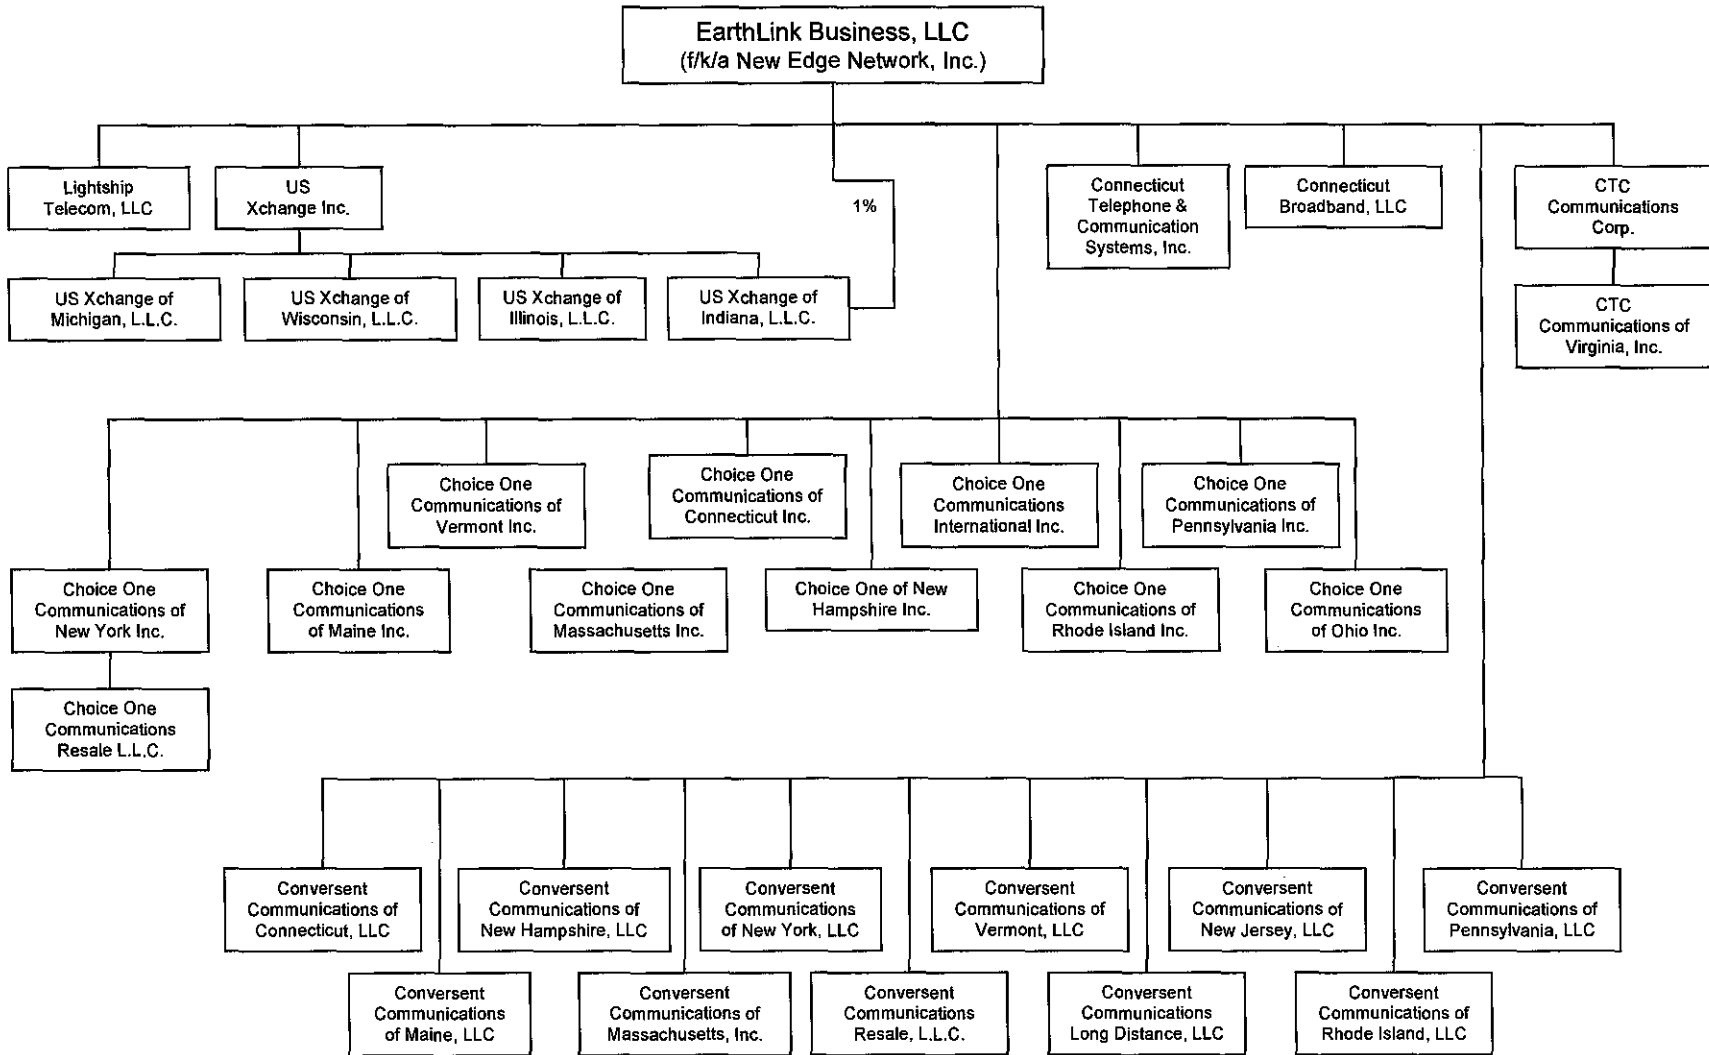 EarthLink Business, LLC
(f/k/a New Edge Network, Inc.)
Lightship
Telecom, LLC
US
Xchange Inc.
1%
Connecticut
Telephone &
Communication
Systems, Inc.
Connecticut
Broadband, LLC
CTC
Communications
Corp.
US Xchange of
Michigan, L.L.C.
US Xchange of
Wisconsin, L.L.C.
US Xchange of
Illinois, L.L.C.
US Xchange of
Indiana, L.L.C.
CTC
Communications of
Virginia, Inc.
Choice One
Communications of
Vermont Inc.
Choice One
Communications of
Connecticut Inc.
Choice One
Communications
International Inc.
Choice One
Communications of
Pennsylvania Inc.
Choice One
Communications of
New York Inc.
Choice One
Communications
of Maine Inc.
Choice One
Communications of
Massachusetts Inc.
Choice One of New
Hampshire Inc.
Choice One
Communications of
Rhode Island Inc.
Choice One
Communications
of Ohio Inc.
Choice One
Communications
Resale L.L.C.
Conversent
Communications of
Connecticut, LLC
Conversent
Communications of
New Hampshire, LLC
Conversent
Communications
of New York, LLC
Conversent
Communications of
Vermont, LLC
Conversent
Communications of
New Jersey, LLC
Conversent
Communications of
Pennsylvania, LLC
Conversent
Communications
of Maine, LLC
Conversent
Communications of
Massachusetts, Inc.
Conversent
Communications
Resale, L.L.C.
Conversent
Communications
Long Distance, LLC
Conversent
Communications of
Rhode Island, LLC